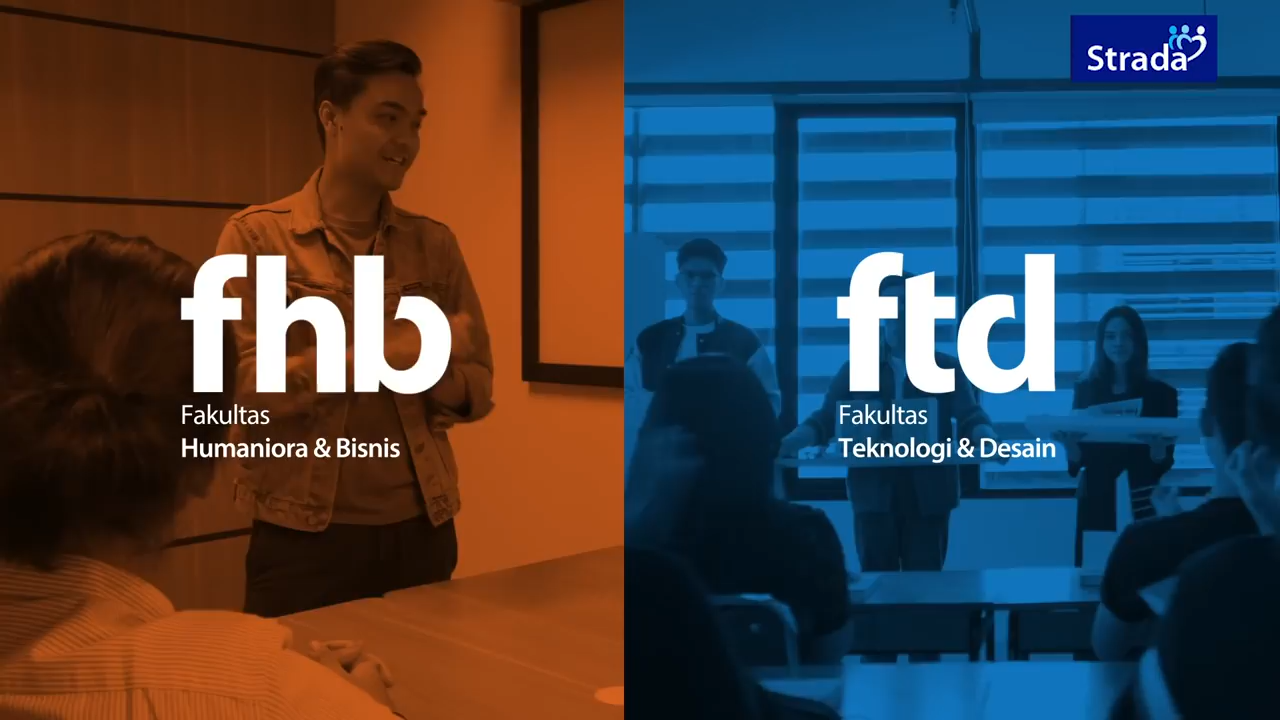 Strada
fhb
Fakultas
Humaniora & Bisnis
ftd
Fakultas
Teknologi & Desain